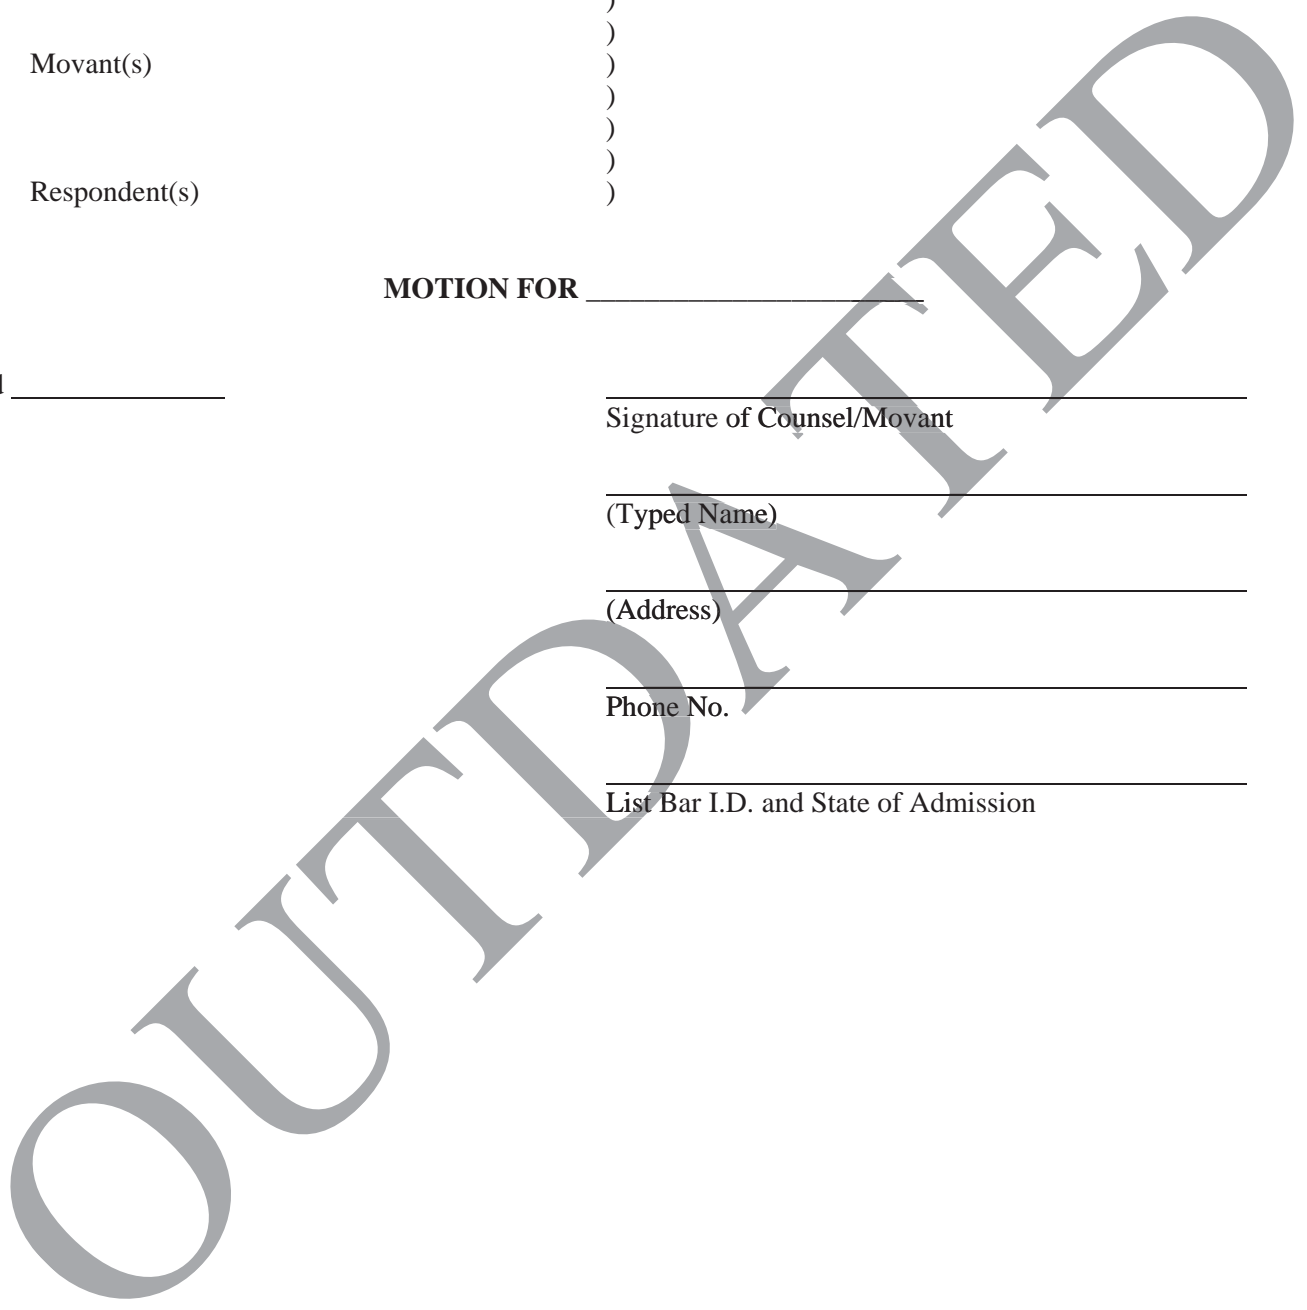 )
)
Movant(s) )
)
)
)
Respondent(s) )
MOTION FOR _______________________
Signature of Counsel/Movant
(Typed Name)
(Address)
Phone No.
List Bar I.D. and State of Admission
OUTDATED